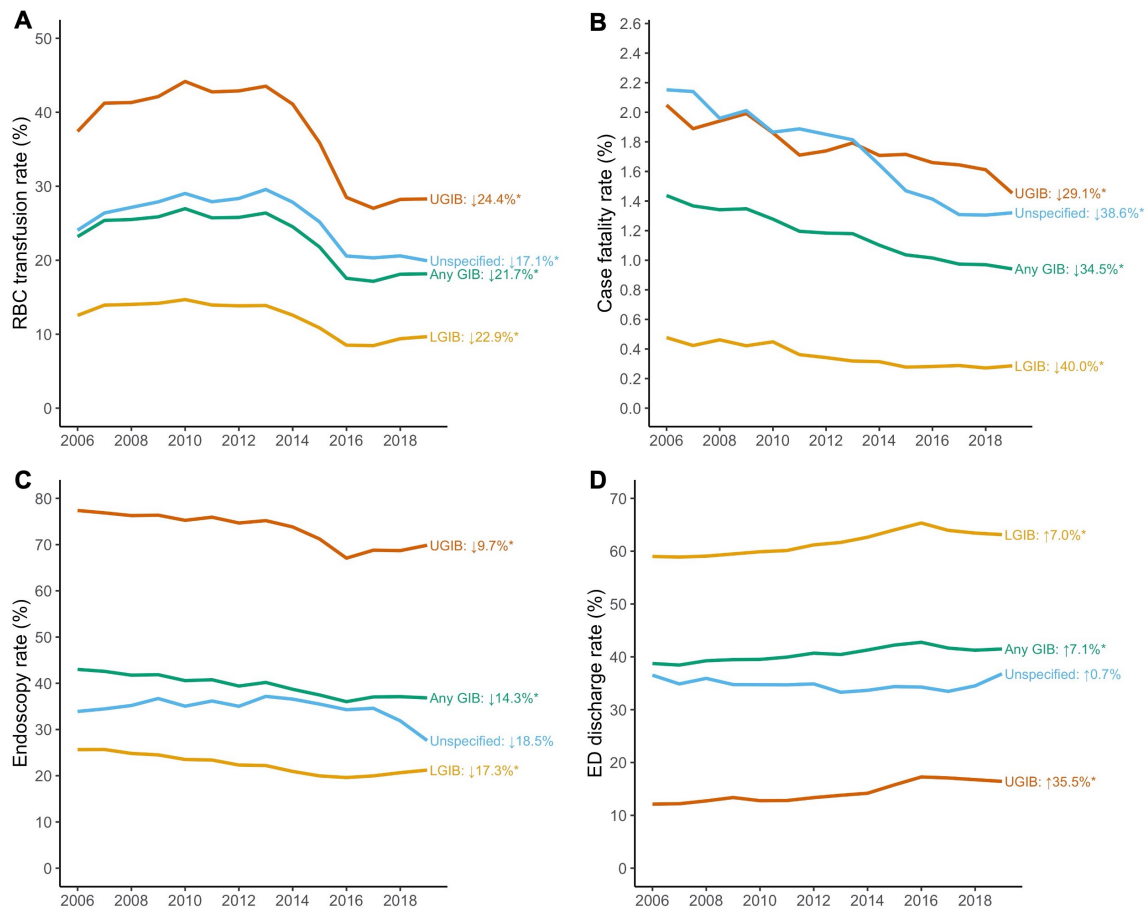 A
RBC transfusion rate (%)
50
40
30
20
10
0
UGIB: ↓24.4%*
Unspecified: ↓17.1%*
Any GIB: ↓21.7%*
LGIB: ↓22.9%*
2006 2008 2010 2012 2014 2016 2018
B
Case fatality rate (%)
2.6
2.4
2.2
2.0
1.8
1.6
1.4
1.2
1.0
0.8
0.6
0.4
0.2
0.0
UGIB: ↓29.1%*
Unspecified: ↓38.6%*
Any GIB: ↓34.5%*
LGIB: ↓40.0%*
2006 2008 2010 2012 2014 2016 2018
C
Endoscopy rate (%)
80
70
60
50
40
30
20
10
0
UGIB: ↓9.7%*
Any GIB: ↓14.3%*
Unspecified: ↓18.5%
LGIB: ↓17.3%*
2006 2008 2010 2012 2014 2016 2018
D
ED discharge rate (%)
70
60
50
40
30
20
10
0
LGIB: ↑7.0%*
Any GIB: ↑7.1%*
Unspecified: ↑0.7%
UGIB: ↑35.5%*
2006 2008 2010 2012 2014 2016 2018